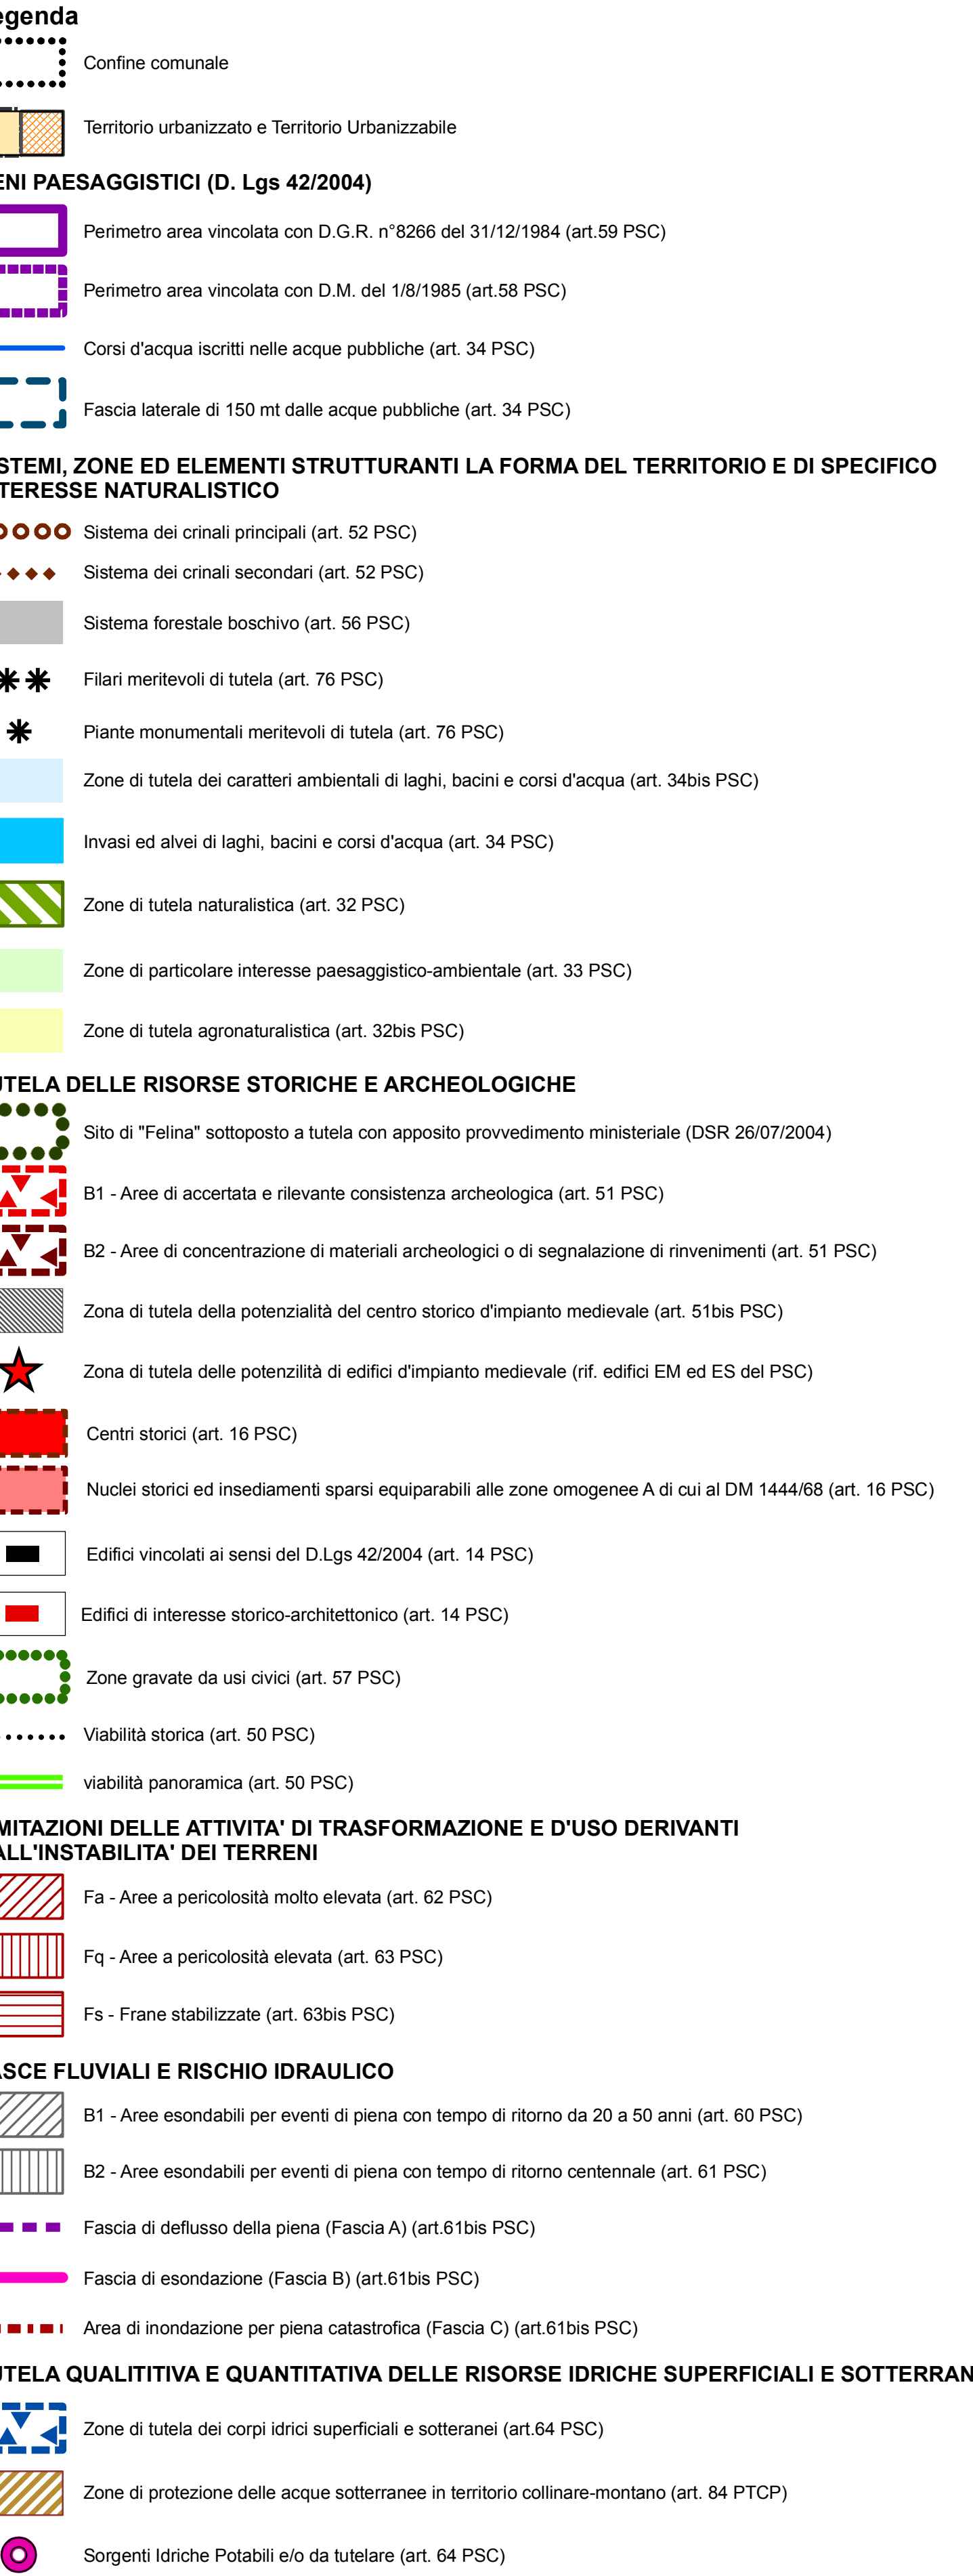 egenda
Confine comunale
Territorio urbanizzato e Territorio Urbanizzabile
ENI PAESAGGISTICI (D. Lgs 42/2004)
Perimetro area vincolata con D.G.R. n°8266 del 31/12/1984 (art.59 PSC)
Perimetro area vincolata con D.M. del 1/8/1985 (art.58 PSC)
Corsi d'acqua iscritti nelle acque pubbliche (art. 34 PSC)
Fascia laterale di 150 mt dalle acque pubbliche (art. 34 PSC)
STEMI, ZONE ED ELEMENTI STRUTTURANTI LA FORMA DEL TERRITORIO E DI SPECIFICO
TERESSE NATURALISTICO
Sistema dei crinali principali (art. 52 PSC)
Sistema dei crinali secondari (art. 52 PSC)
Sistema forestale boschivo (art. 56 PSC)
Filari meritevoli di tutela (art. 76 PSC)
Piante monumentali meritevoli di tutela (art. 76 PSC)
Zone di tutela dei caratteri ambientali di laghi, bacini e corsi d'acqua (art. 34bis PSC)
Invasi ed alvei di laghi, bacini e corsi d'acqua (art. 34 PSC)
Zone di tutela naturalistica (art. 32 PSC)
Zone di particolare interesse paesaggistico-ambientale (art. 33 PSC)
Zone di tutela agronaturalistica (art. 32bis PSC)
UTELA DELLE RISORSE STORICHE E ARCHEOLOGICHE
Sito di "Felina" sottoposto a tutela con apposito provvedimento ministeriale (DSR 26/07/2004)
B1 - Aree di accertata e rilevante consistenza archeologica (art. 51 PSC)
B2 - Aree di concentrazione di materiali archeologici o di segnalazione di rinvenimenti (art. 51 PSC)
Zona di tutela della potenzialità del centro storico d'impianto medievale (art. 51bis PSC)
Zona di tutela delle potenzilità di edifici d'impianto medievale (rif. edifici EM ed ES del PSC)
Centri storici (art. 16 PSC)
Nuclei storici ed insediamenti sparsi equiparabili alle zone omogenee A di cui al DM 1444/68 (art. 16 PSC)
Edifici vincolati ai sensi del D.Lgs 42/2004 (art. 14 PSC)
Edifici di interesse storico-architettonico (art. 14 PSC)
Zone gravate da usi civici (art. 57 PSC)
Viabilità storica (art. 50 PSC)
viabilità panoramica (art. 50 PSC)
MITAZIONI DELLE ATTIVITA' DI TRASFORMAZIONE E D'USO DERIVANTI
ALL'INSTABILITA' DEI TERRENI
Fa - Aree a pericolosità molto elevata (art. 62 PSC)
Fq - Aree a pericolosità elevata (art. 63 PSC)
Fs - Frane stabilizzate (art. 63bis PSC)
ASCE FLUVIALI E RISCHIO IDRAULICO
B1 - Aree esondabili per eventi di piena con tempo di ritorno da 20 a 50 anni (art. 60 PSC)
B2 - Aree esondabili per eventi di piena con tempo di ritorno centennale (art. 61 PSC)
Fascia di deflusso della piena (Fascia A) (art.61bis PSC)
Fascia di esondazione (Fascia B) (art.61bis PSC)
Area di inondazione per piena catastrofica (Fascia C) (art.61bis PSC)
UTELA QUALITITIVA E QUANTITATIVA DELLE RISORSE IDRICHE SUPERFICIALI E SOTTERRAN
Zone di tutela dei corpi idrici superficiali e sotteranei (art.64 PSC)
Zone di protezione delle acque sotterranee in territorio collinare-montano (art. 84 PTCP)
Sorgenti Idriche Potabili e/o da tutelare (art. 64 PSC)